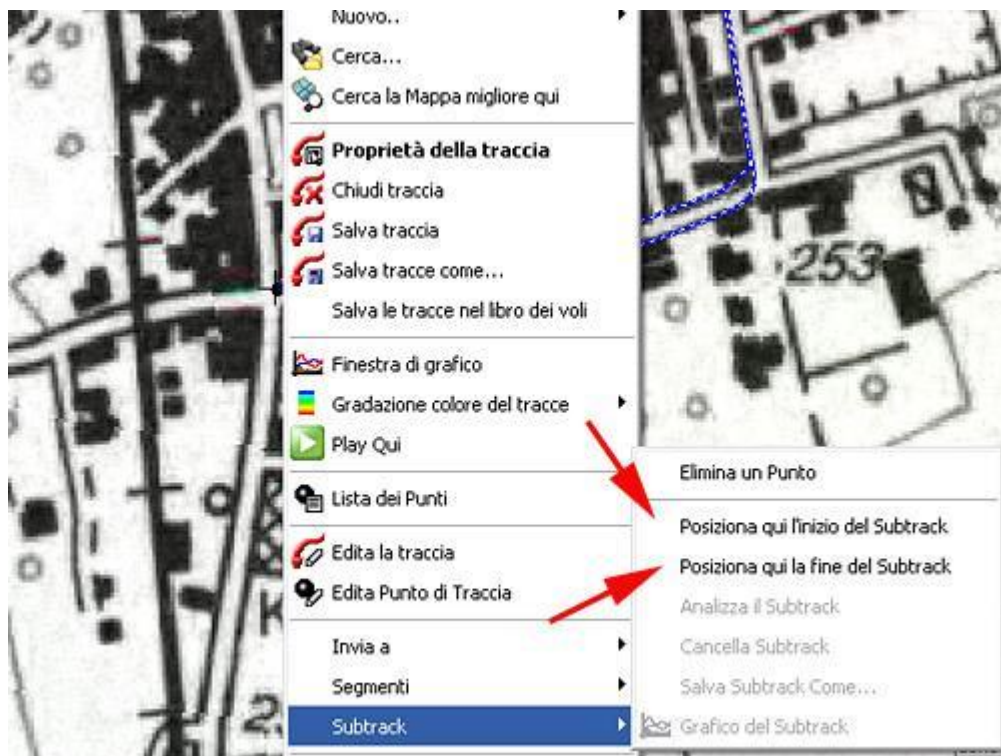 Nuovo..
Cerca...
Cerca la Mappa migliore qui
Proprietà della traccia
Chiudi traccia
Salva traccia
Salva tracce come...
Salva le tracce nel libro dei voli
Finestra di grafico
Gradazione colore del tracce
Play Qui
Lista dei Punti
Edita la traccia
Edita Punto di Traccia
Invia a
Segmenti
Subtrack
Elimina un Punto
Posiziona qui l'inizio del Subtrack
Posiziona qui la fine del Subtrack
Analizza il Subtrack
Cancella Subtrack
Salva Subtrack Come...
Grafico del Subtrack
253